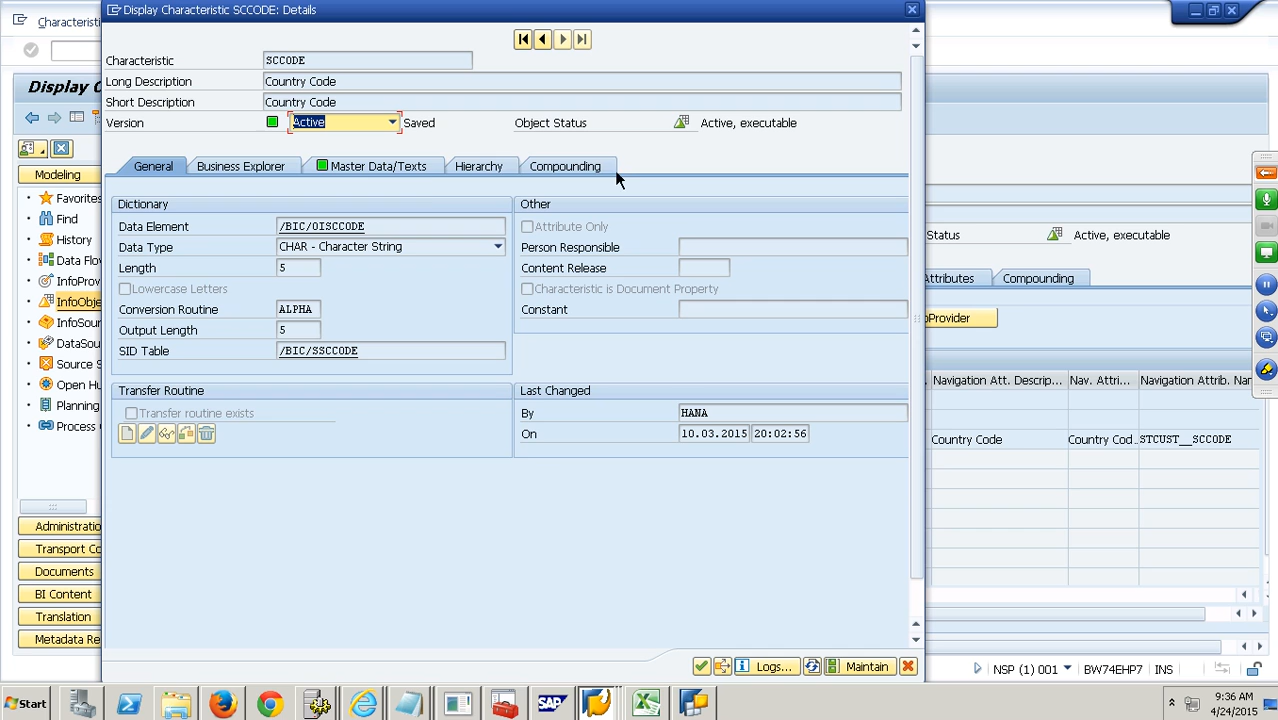 Display Characteristic SCCODE: Details
Characteristic SCCODE
Long Description Country Code
Short Description Country Code
Version Active Saved Object Status Active, executable
General Business Explorer Master Data/Texts Hierarchy Compounding
Dictionary
Data Element /BIC/OISCCODE
Data Type CHAR - Character String
Length 5
Lowercase Letters
Conversion Routine ALPHA
Output Length 5
SID Table /BIC/SSCCODE
Other
Attribute Only
Person Responsible
Content Release
Characteristic is Document Property
Constant
Transfer Routine
Transfer routine exists
Last Changed
By HANA
On 10.03.2015 20:02:56
Logs... Maintain
Characteristi
Display C
Modeling
Favorites
Find
History
Data Flo
InfoProv
InfoObje
InfoSour
DataSou
Source S
Open Hu
Planning
Process
Administratio
Transport Co
Documents
BI Content
Translation
Metadata Re
Status Active, executable
Attributes Compounding
oProvider
Navigation Att. Descrip... Nav. Attri... Navigation Attrib. Nar
Country Code Country Cod.. STCUST__SCCODE
NSP (1) 001 BW74EHP7 INS
Start SAP
9:36 AM
4/24/2015